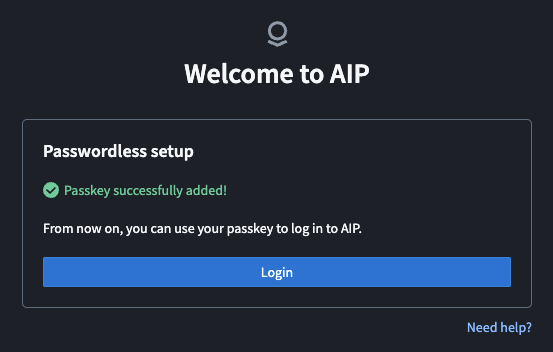 Welcome to AIP
Passwordless setup
Passkey successfully added!
From now on, you can use your passkey to log in to AIP.
Login
Need help?